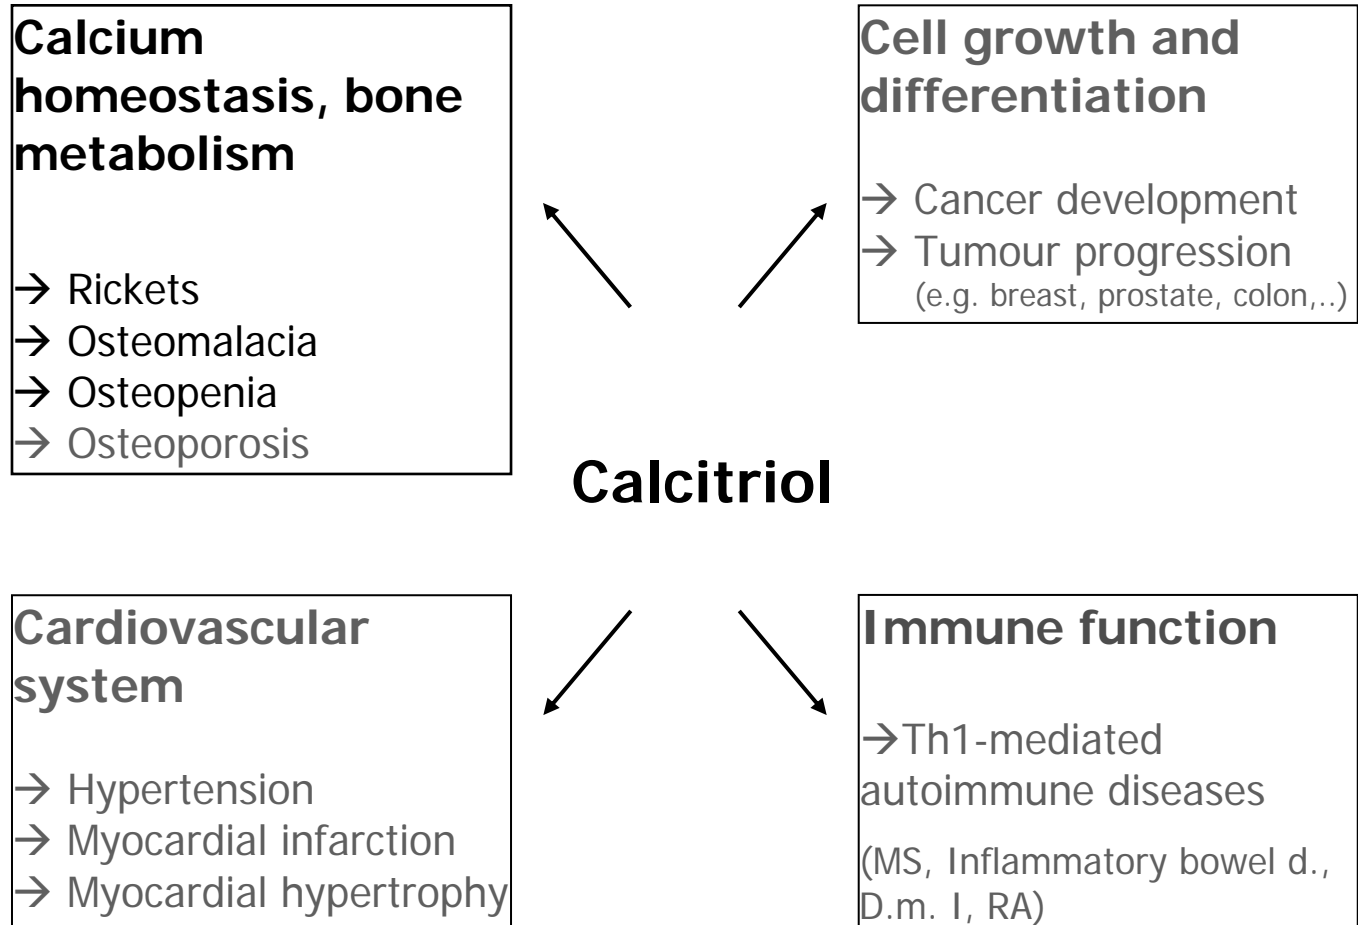 Calcium
homeostasis, bone
metabolism
→ Rickets
→ Osteomalacia
→ Osteopenia
→ Osteoporosis
Cell growth and
differentiation
→ Cancer development
→ Tumour progression
(e.g. breast, prostate, colon,..)
Calcitriol
Cardiovascular
system
→ Hypertension
→ Myocardial infarction
→ Myocardial hypertrophy
Immune function
→Th1-mediated
autoimmune diseases
(MS, Inflammatory bowel d.,
D.m. I, RA)